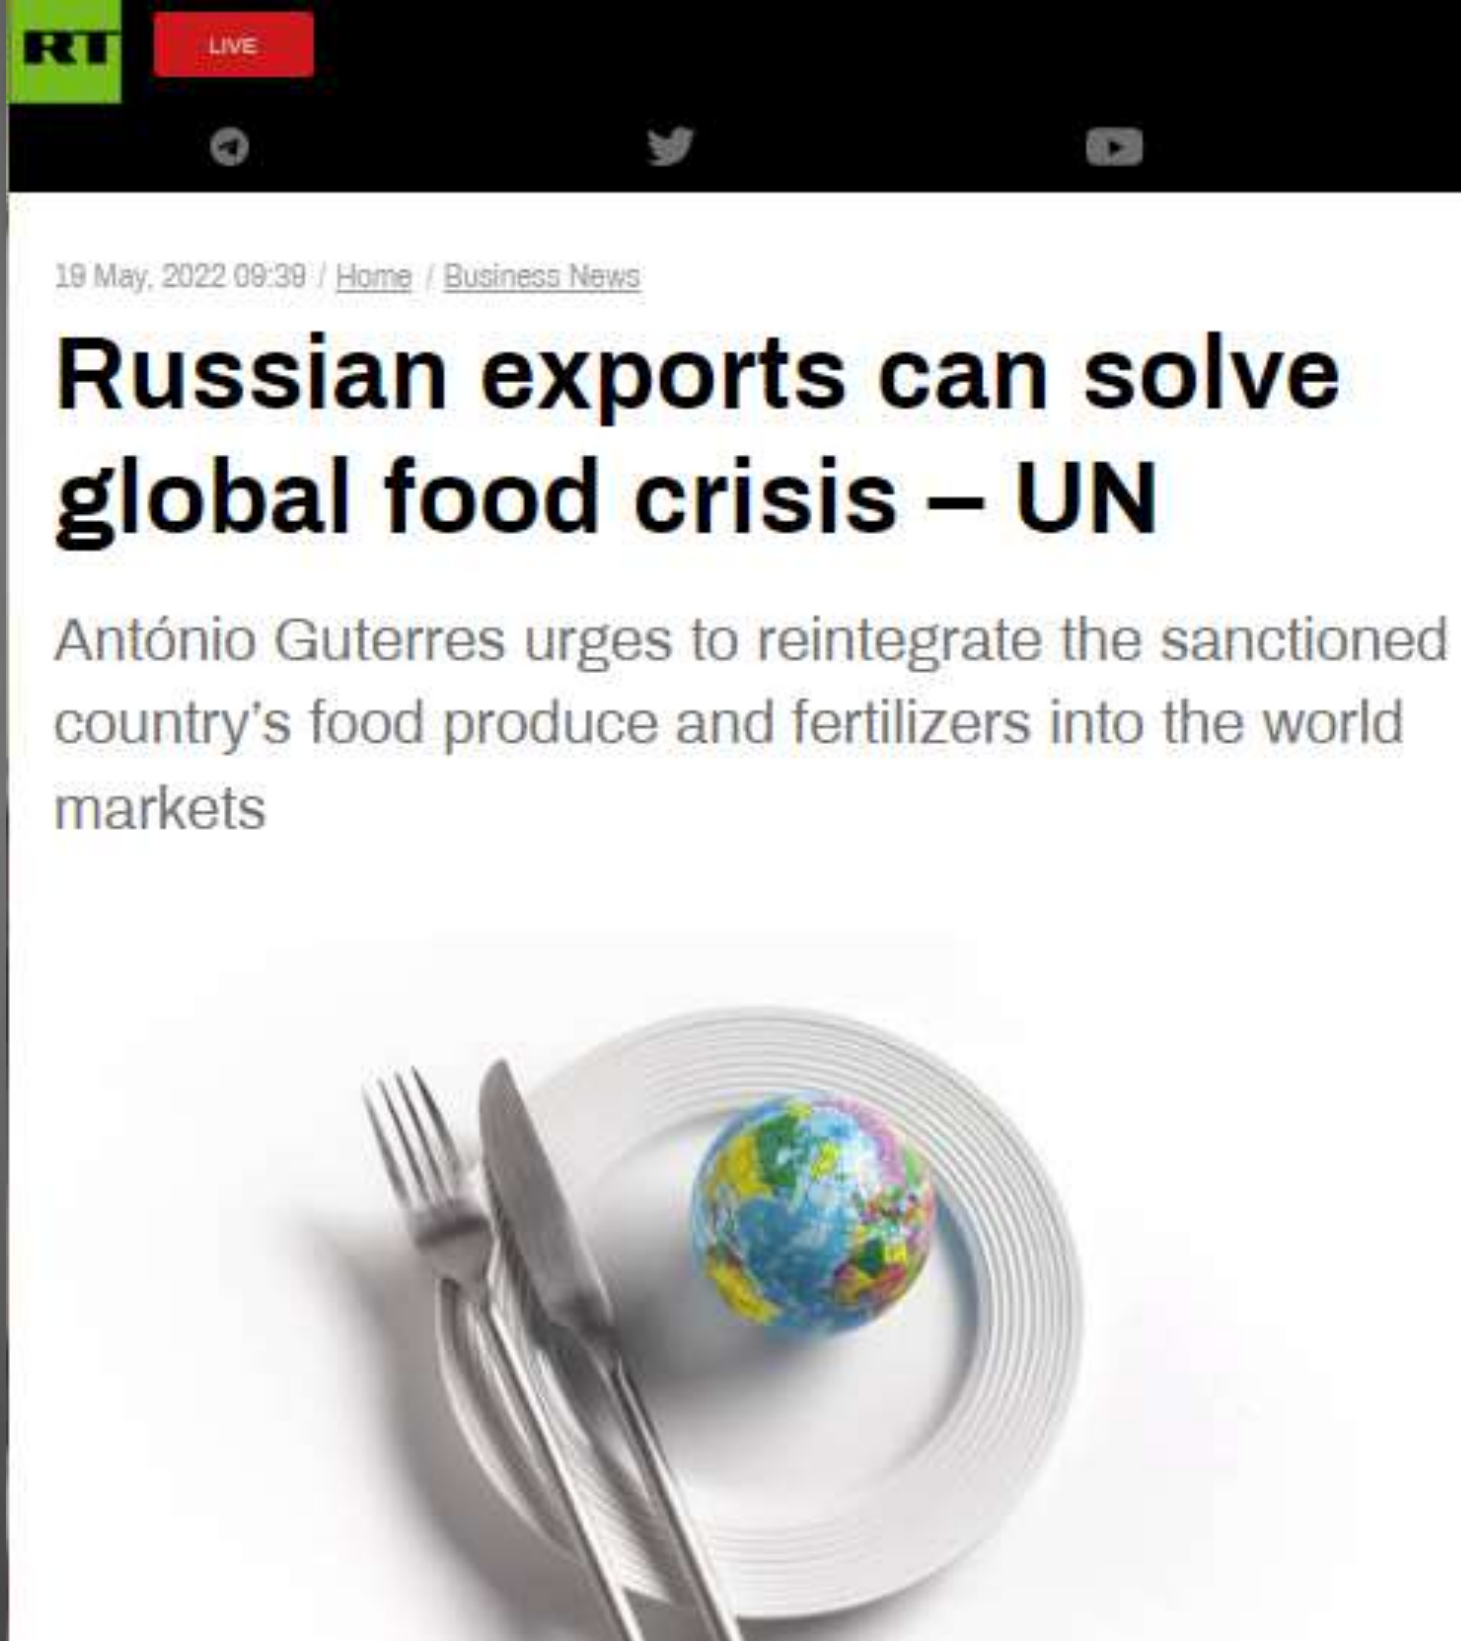 RT
LIVE
19 May, 2022 09:39 / Home / Business News
Russian exports can solve
global food crisis – UN
António Guterres urges to reintegrate the sanctioned
country’s food produce and fertilizers into the world
markets